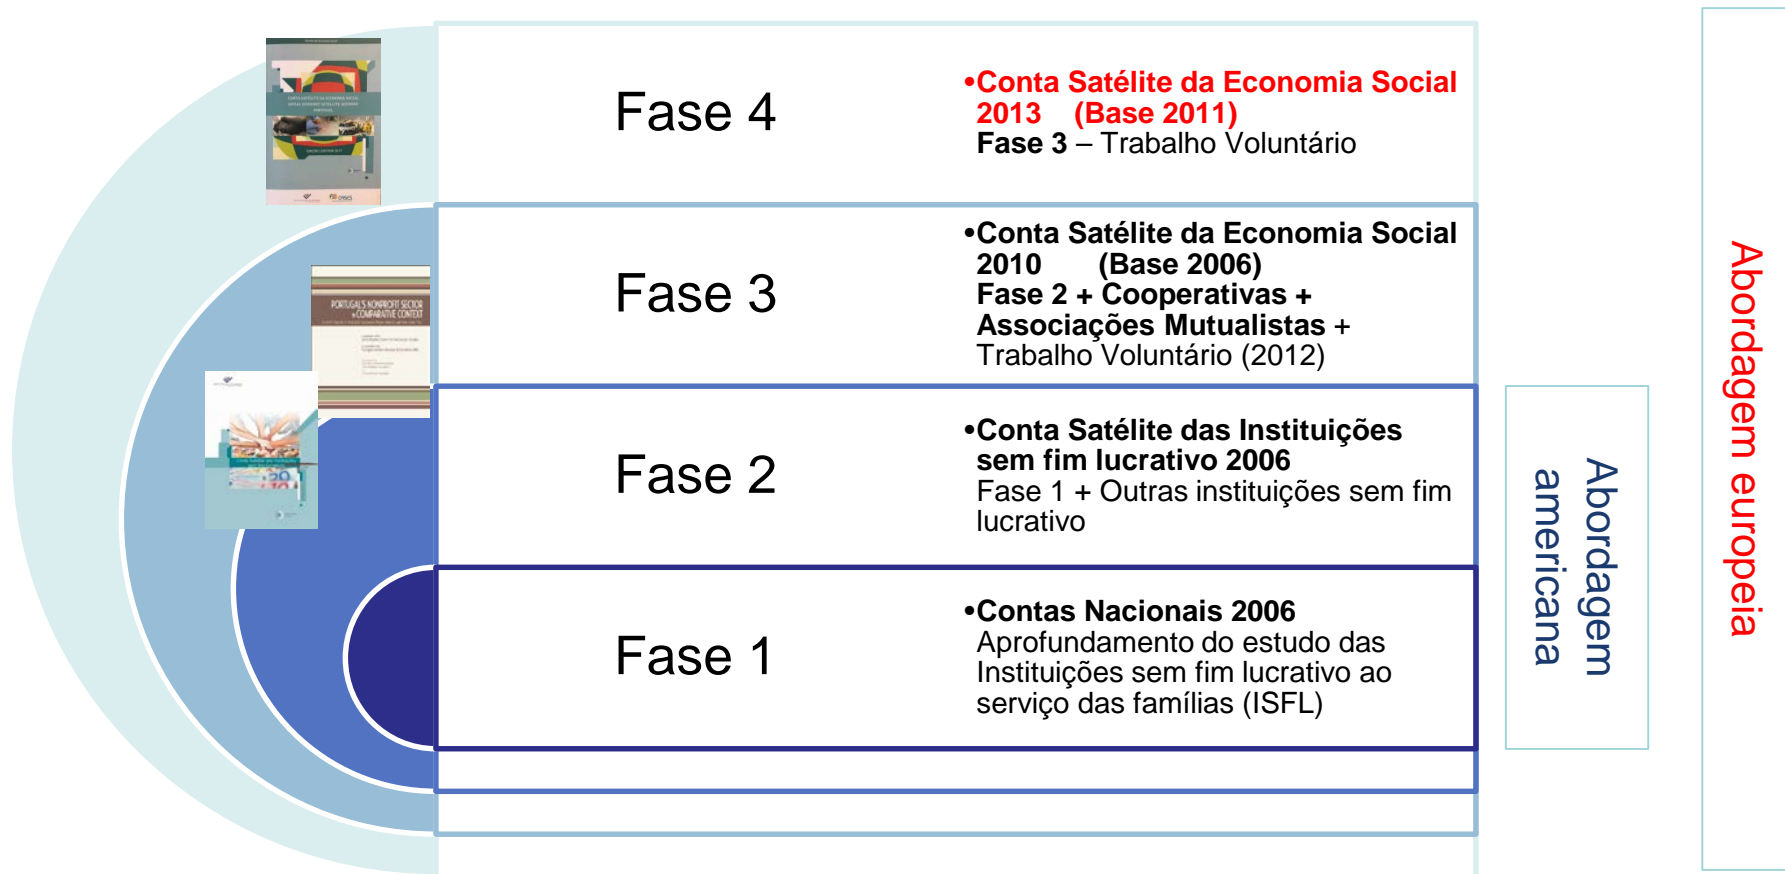 Fase 4
•Conta Satélite da Economia Social
2013 (Base 2011)
Fase 3 – Trabalho Voluntário
Fase 3
•Conta Satélite da Economia Social
2010 (Base 2006)
Fase 2 + Cooperativas +
Associações Mutualistas +
Trabalho Voluntário (2012)
Fase 2
•Conta Satélite das Instituições
sem fim lucrativo 2006
Fase 1 + Outras instituições sem fim
lucrativo
Fase 1
•Contas Nacionais 2006
Aprofundamento do estudo das
Instituições sem fim lucrativo ao
serviço das famílias (ISFL)
Abordagem
americana
Abordagem europeia
PORTUGAL'S NONPROFIT SECTOR
IN COMPARATIVE CONTEXT